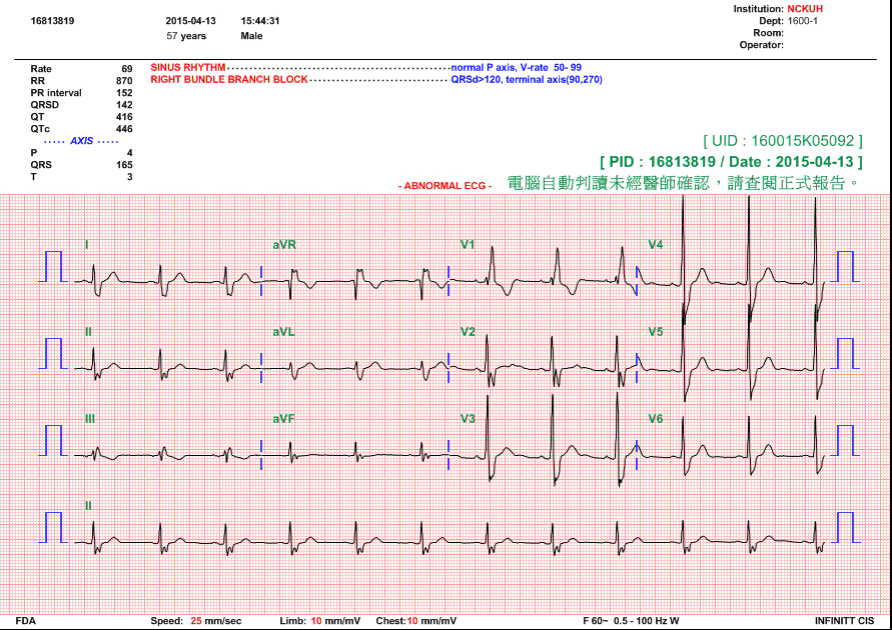 Institution: NCKUH
16813819 2015-04-13 15:44:31 Dept: 1600-1
57 years Male Room:
Operator:
Rate 69 SINUS RHYTHM normal P axis, V-rate 50- 99
RR 870 RIGHT BUNDLE BRANCH BLOCK QRSd>120, terminal axis(90,270)
PR interval 152
QRSD 142
QT 416
QTc 446
----- AXIS -----
[ UID : 160015K05092 ]
P 4
QRS 165 [ PID : 16813819 / Date : 2015-04-13 ]
T 3
- ABNORMAL ECG - 電腦自動判讀未經醫師確認，請查閱正式報告。
I aVR V1 V4
II aVL V2 V5
III aVF V3 V6
II
FDA Speed: 25 mm/sec Limb: 10 mm/mV Chest:10 mm/mV F 60~ 0.5 - 100 Hz W INFINITT CIS